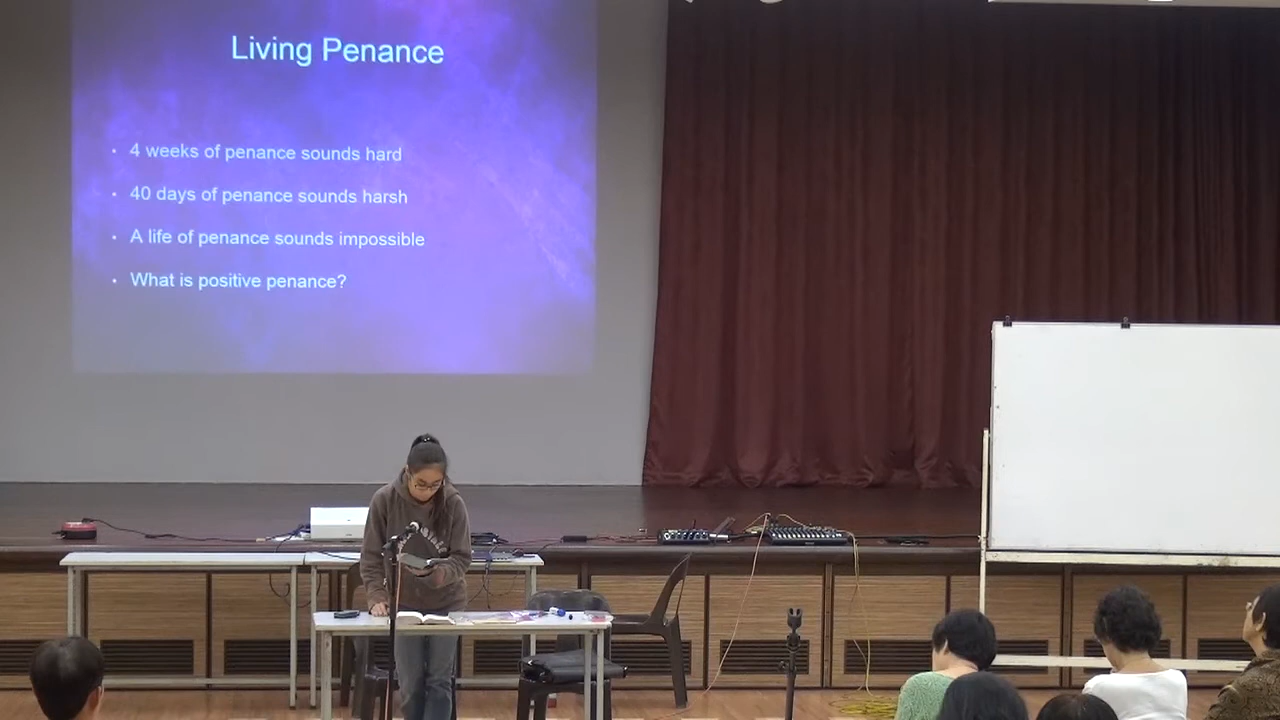 Living Penance
• 4 weeks of penance sounds hard
• 40 days of penance sounds harsh
• A life of penance sounds impossible
• What is positive penance?